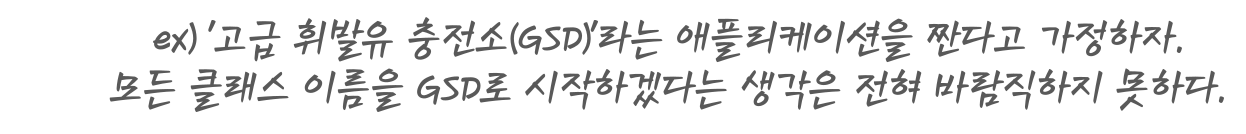 ex) '고급 휘발유 충전소(GSD)'라는 애플리케이션을 짠다고 가정하자.
모든 클래스 이름을 GSD로 시작하겠다는 생각은 전혀 바람직하지 못하다.